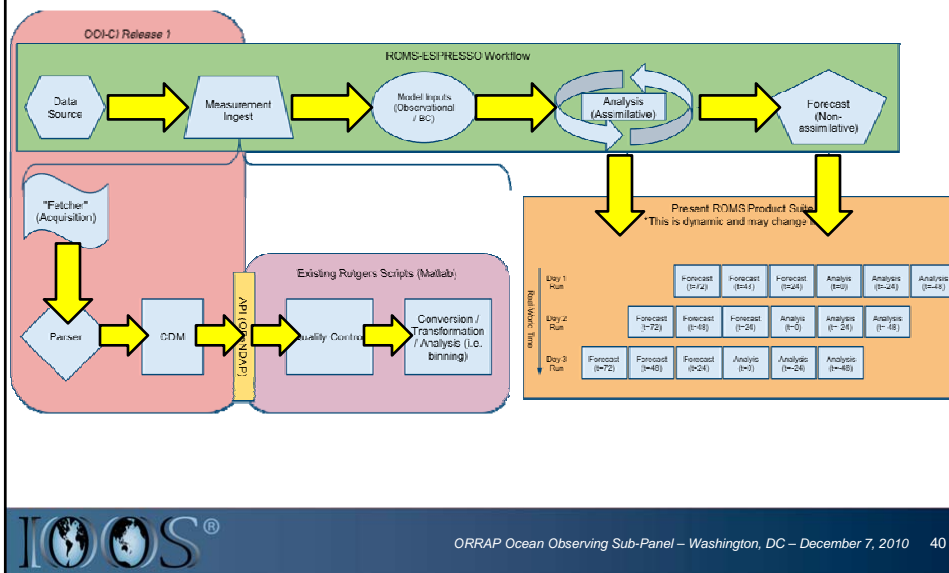 OOI-CI Release 1
ROMS-ESPRESSO Workflow
Data
Source
Measurement
Ingest
Model Inputs
(Observational
/ BC)
Analysis
(Assimilative)
Forecast
(Non-
assimilative)
"Fetcher"
(Acquisition)
Parser
CDM
API (OPeNDAP)
Existing Rutgers Scripts (Matlab)
Quality Control
Conversion /
Transformation
/ Analysis (i.e.
binning)
Present ROMS Product Suite
*This is dynamic and may change
Real World Time
Day 1
Run
Forecast
(t=72)
Forecast
(t=48)
Forecast
(t=24)
Analyis
(t=0)
Analysis
(t=-24)
Analysis
(t=-48)
Day 2
Run
Forecast
(t=72)
Forecast
(t=48)
Forecast
(t=24)
Analyis
(t=0)
Analysis
(t=-24)
Analysis
(t=-48)
Day 3
Run
Forecast
(t=72)
Forecast
(t=48)
Forecast
(t=24)
Analyis
(t=0)
Analysis
(t=-24)
Analysis
(t=-48)
IOOS®
ORRAP Ocean Observing Sub-Panel – Washington, DC – December 7, 2010 40